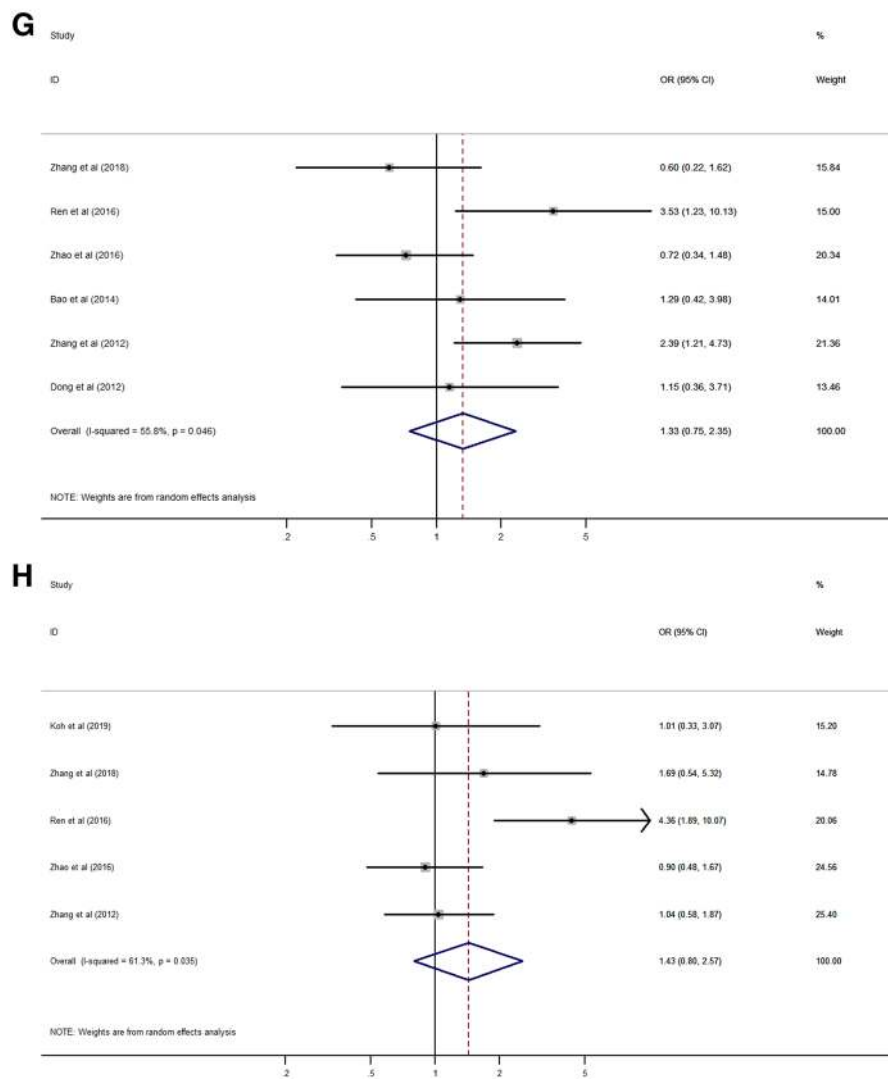 G
Study %
ID OR (95% CI) Weight
Zhang et al (2018) 0.60 (0.22, 1.62) 15.84
Ren et al (2016) 3.53 (1.23, 10.13) 15.00
Zhao et al (2016) 0.72 (0.34, 1.48) 20.34
Bao et al (2014) 1.29 (0.42, 3.98) 14.01
Zhang et al (2012) 2.39 (1.21, 4.73) 21.36
Dong et al (2012) 1.15 (0.36, 3.71) 13.46
Overall (I-squared = 55.8%, p = 0.046) 1.33 (0.75, 2.35) 100.00
NOTE: Weights are from random effects analysis
.2 .5 1 2 5
H
Study %
ID OR (95% CI) Weight
Koh et al (2019) 1.01 (0.33, 3.07) 15.20
Zhang et al (2018) 1.69 (0.54, 5.32) 14.78
Ren et al (2016) 4.36 (1.89, 10.07) 20.06
Zhao et al (2016) 0.90 (0.48, 1.67) 24.56
Zhang et al (2012) 1.04 (0.58, 1.87) 25.40
Overall (I-squared = 61.3%, p = 0.035) 1.43 (0.80, 2.57) 100.00
NOTE: Weights are from random effects analysis
.2 .5 1 2 5